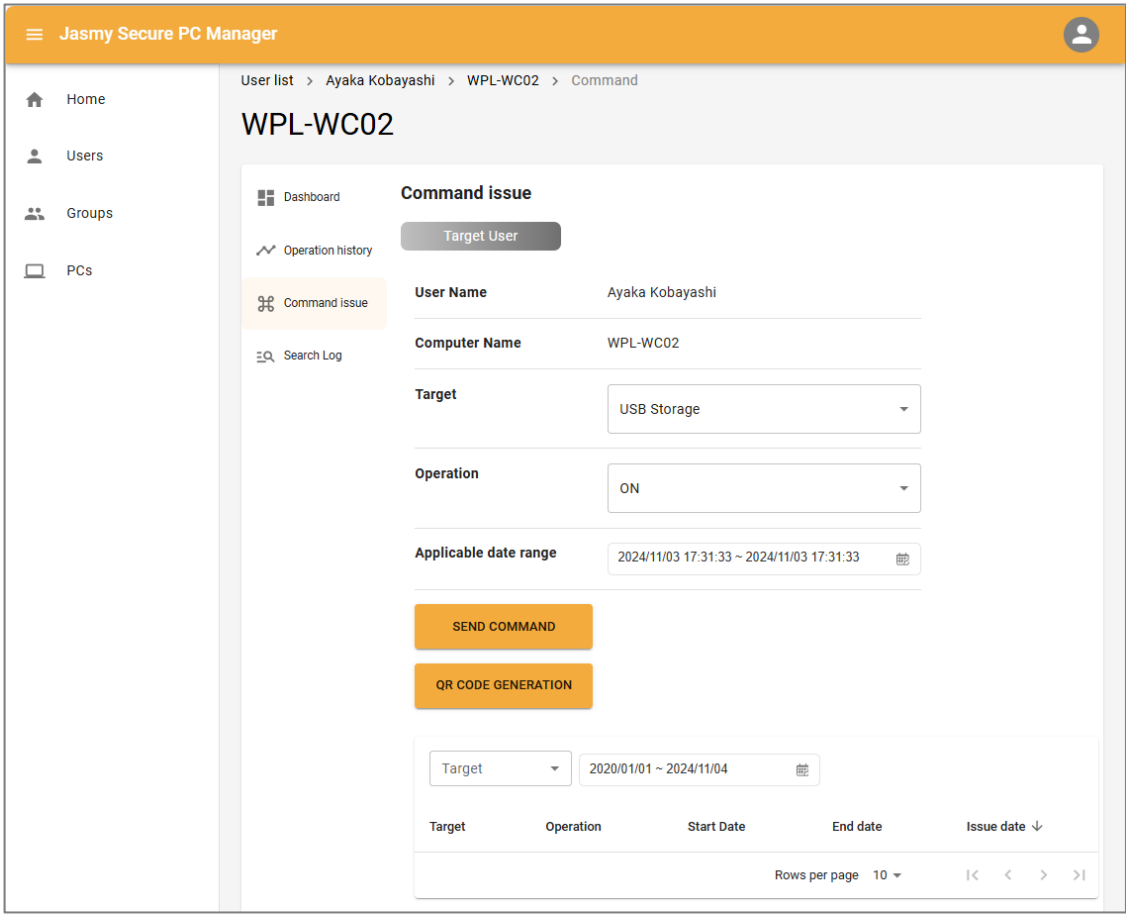 Jasmy Secure PC Manager
Home
Users
Groups
PCs
User list > Ayaka Kobayashi > WPL-WC02 > Command
WPL-WC02
Dashboard
Operation history
Command issue
Search Log
Command issue
Target User
User Name Ayaka Kobayashi
Computer Name WPL-WC02
Target USB Storage
Operation ON
Applicable date range 2024/11/03 17:31:33 ~ 2024/11/03 17:31:33
SEND COMMAND
QR CODE GENERATION
Target 2020/01/01 ~ 2024/11/04
Target Operation Start Date End date Issue date
Rows per page 10